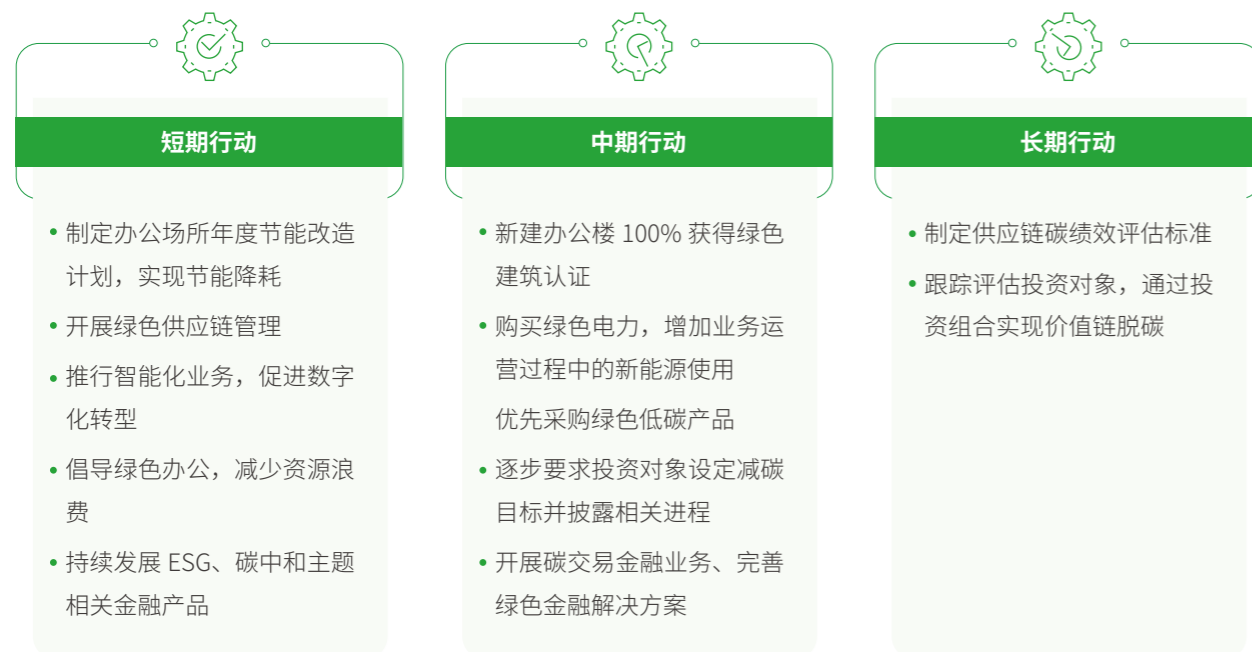 短期行动
• 制定办公场所年度节能改造
计划，实现节能降耗
• 开展绿色供应链管理
• 推行智能化业务，促进数字
化转型
• 倡导绿色办公，减少资源浪
费
• 持续发展 ESG、碳中和主题
相关金融产品
中期行动
• 新建办公楼 100% 获得绿色
建筑认证
• 购买绿色电力，增加业务运
营过程中的新能源使用
优先采购绿色低碳产品
• 逐步要求投资对象设定减碳
目标并披露相关进程
• 开展碳交易金融业务、完善
绿色金融解决方案
长期行动
• 制定供应链碳绩效评估标准
• 跟踪评估投资对象，通过投
资组合实现价值链脱碳